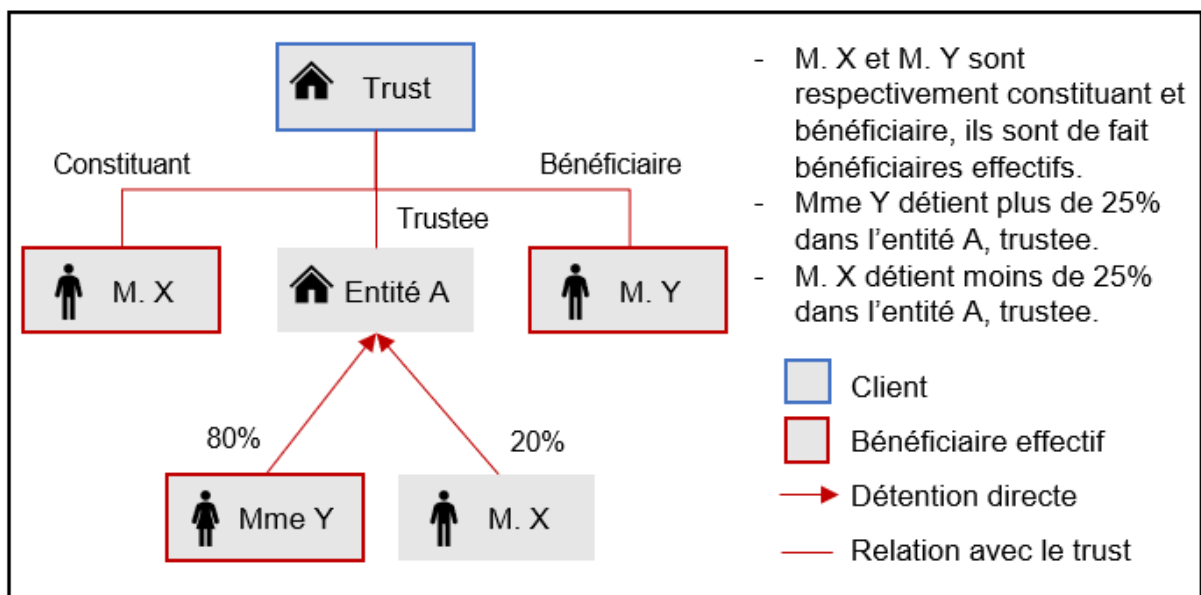 Trust
Constituant
Bénéficiaire
Trustee
M. X
Entité A
M. Y
80%
20%
Mme Y
M. X
- M. X et M. Y sont
respectivement constituant et
bénéficiaire, ils sont de fait
bénéficiaires effectifs.
- Mme Y détient plus de 25%
dans l’entité A, trustee.
- M. X détient moins de 25%
dans l’entité A, trustee.
Client
Bénéficiaire effectif
Détention directe
Relation avec le trust